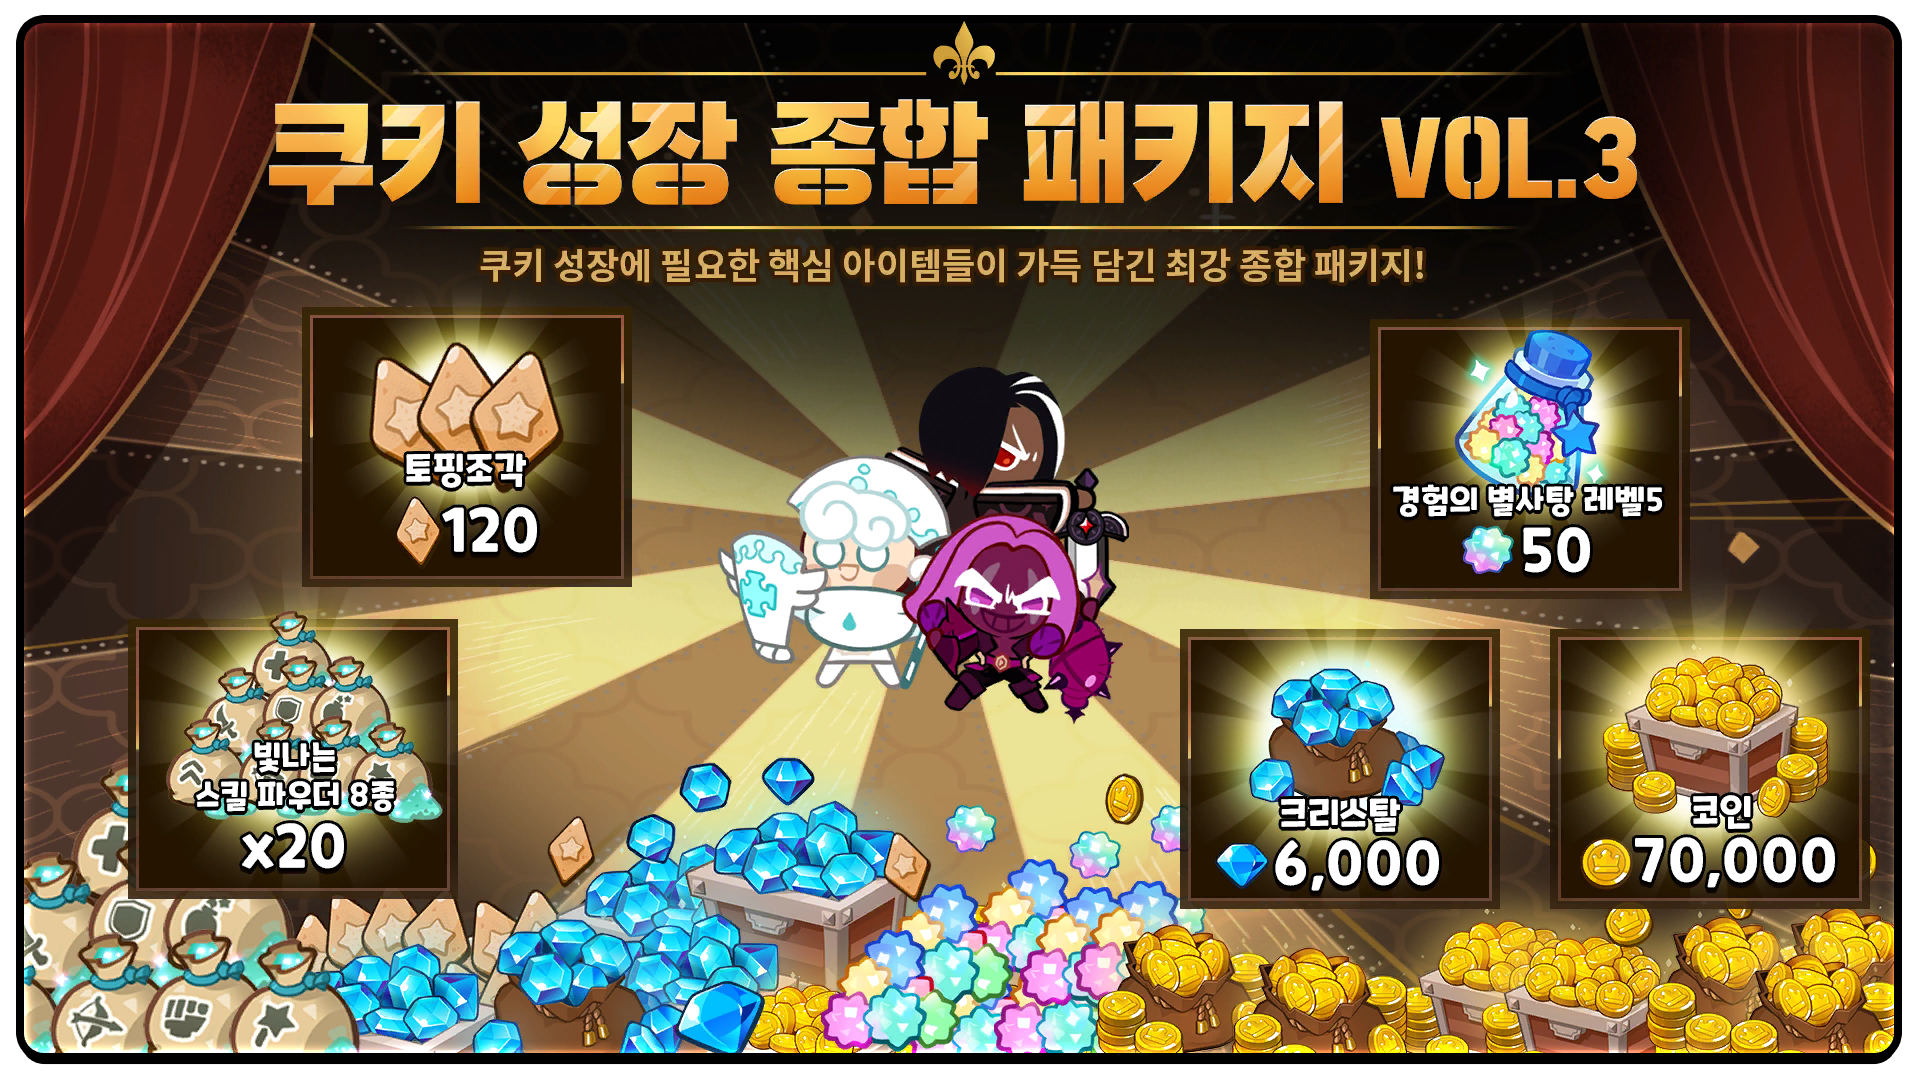 쿠키 성장 종합 패키지 VOL.3
쿠키 성장에 필요한 핵심 아이템들이 가득 담긴 최강 종합 패키지!
토핑조각
120
경험의 별사탕 레벨5
50
빛나는
스킬 파우더 8종
x20
크리스탈
6,000
코인
70,000